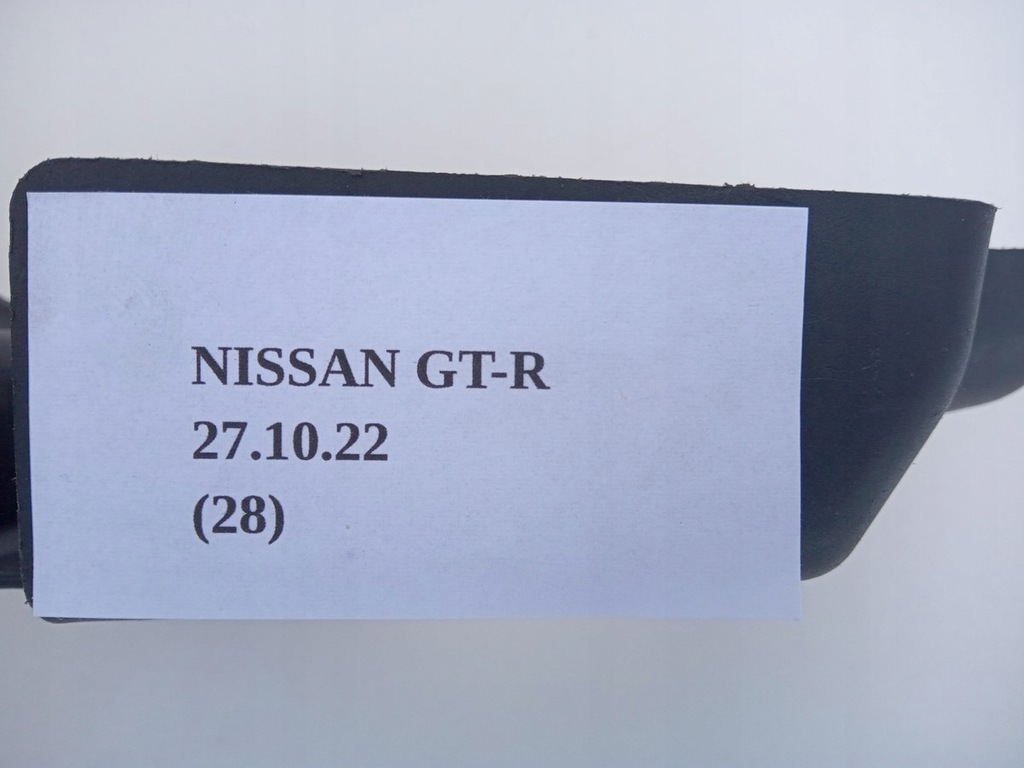 NISSAN GT-R
27.10.22
(28)